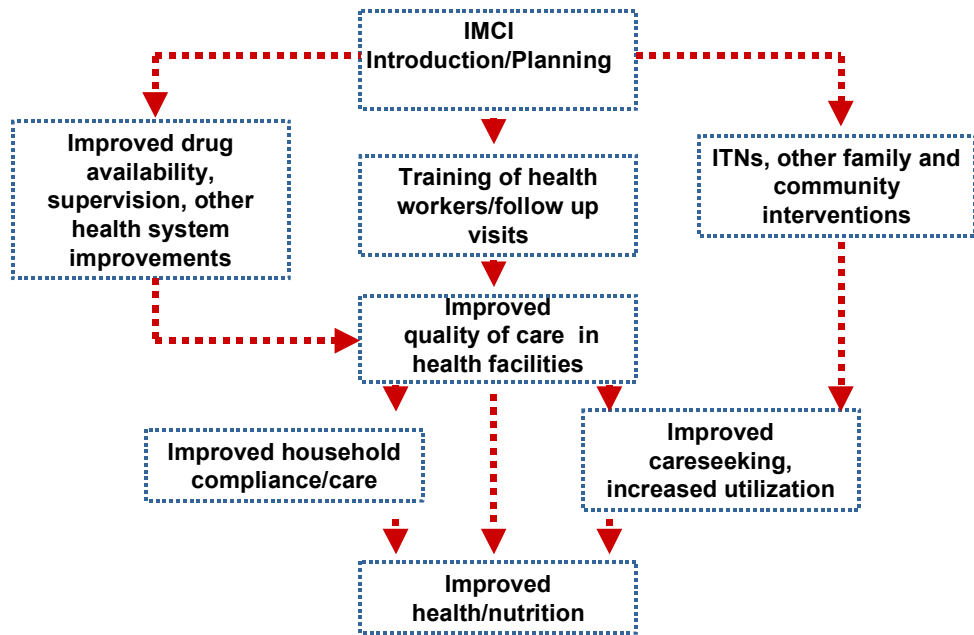 IMCI
Introduction/Planning
Improved drug
availability,
supervision, other
health system
improvements
Training of health
workers/follow up
visits
ITNs, other family and
community
interventions
Improved
quality of care in
health facilities
Improved household
compliance/care
Improved
careseeking,
increased utilization
Improved
health/nutrition